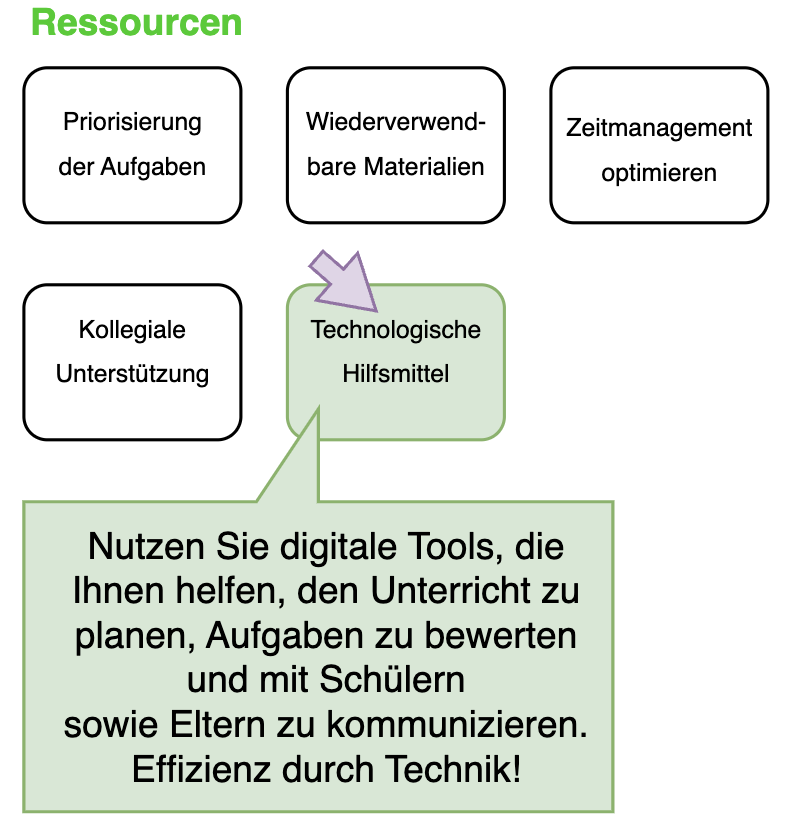 Ressourcen
Priorisierung
der Aufgaben
Wiederverwend-
bare Materialien
Zeitmanagement
optimieren
Kollegiale
Unterstützung
Technologische
Hilfsmittel
Nutzen Sie digitale Tools, die
Ihnen helfen, den Unterricht zu
planen, Aufgaben zu bewerten
und mit Schülern
sowie Eltern zu kommunizieren.
Effizienz durch Technik!